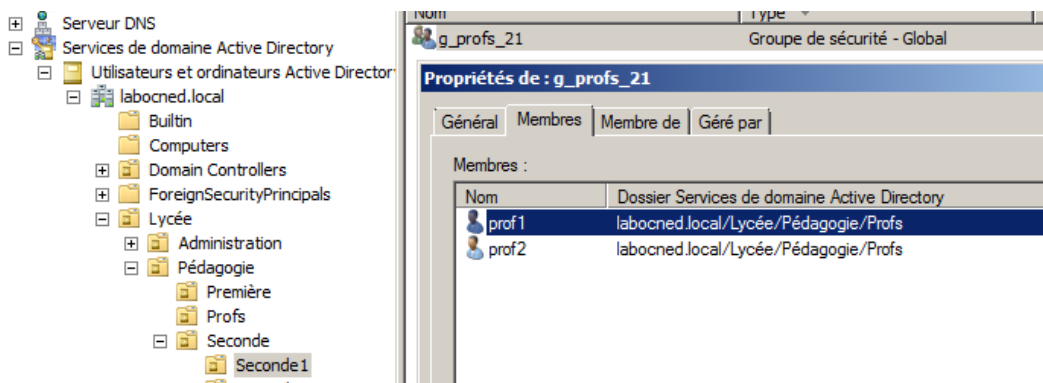 Serveur DNS
Services de domaine Active Directory
Utilisateurs et ordinateurs Active Director
labocned.local
Builtin
Computers
Domain Controllers
ForeignSecurityPrincipals
Lycée
Administration
Pédagogie
Première
Profs
Seconde
Seconde1
Nom Type
g_profs_21 Groupe de sécurité - Global
Propriétés de : g_profs_21
Général Membres Membre de Géré par
Membres :
Nom Dossier Services de domaine Active Directory
prof1 labocned.local/Lycée/Pédagogie/Profs
prof2 labocned.local/Lycée/Pédagogie/Profs